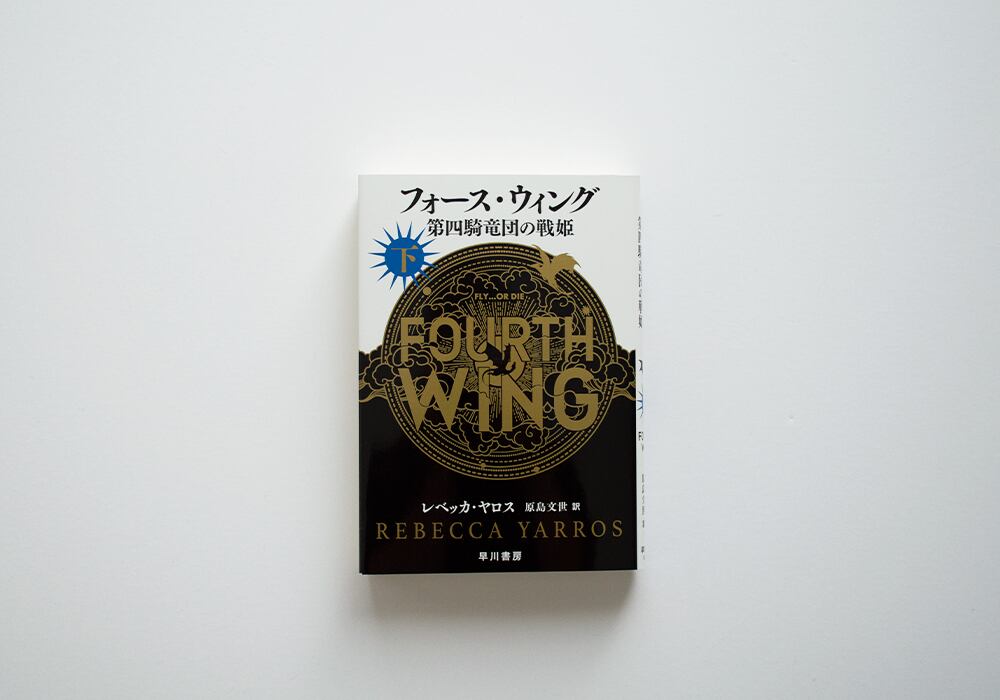 フォース・ウィング
第四騎竜団の戦姫
下
FLY...OR DIE
FOURTH
WING
レベッカ・ヤロス 原島文世 訳
REBECCA YARROS
早川書房